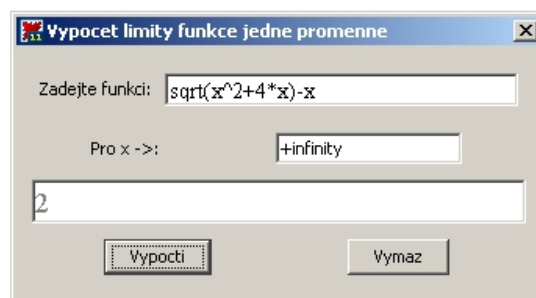 Vypocet limity funkce jedne promenne
Zadejte funkci: sqrt(x^2+4*x)-x
Pro x ->: +infinity
2
Vypocti Vymaz